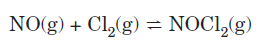 NO(g) + Cl₂(g) ⇌ NOCl₂(g)